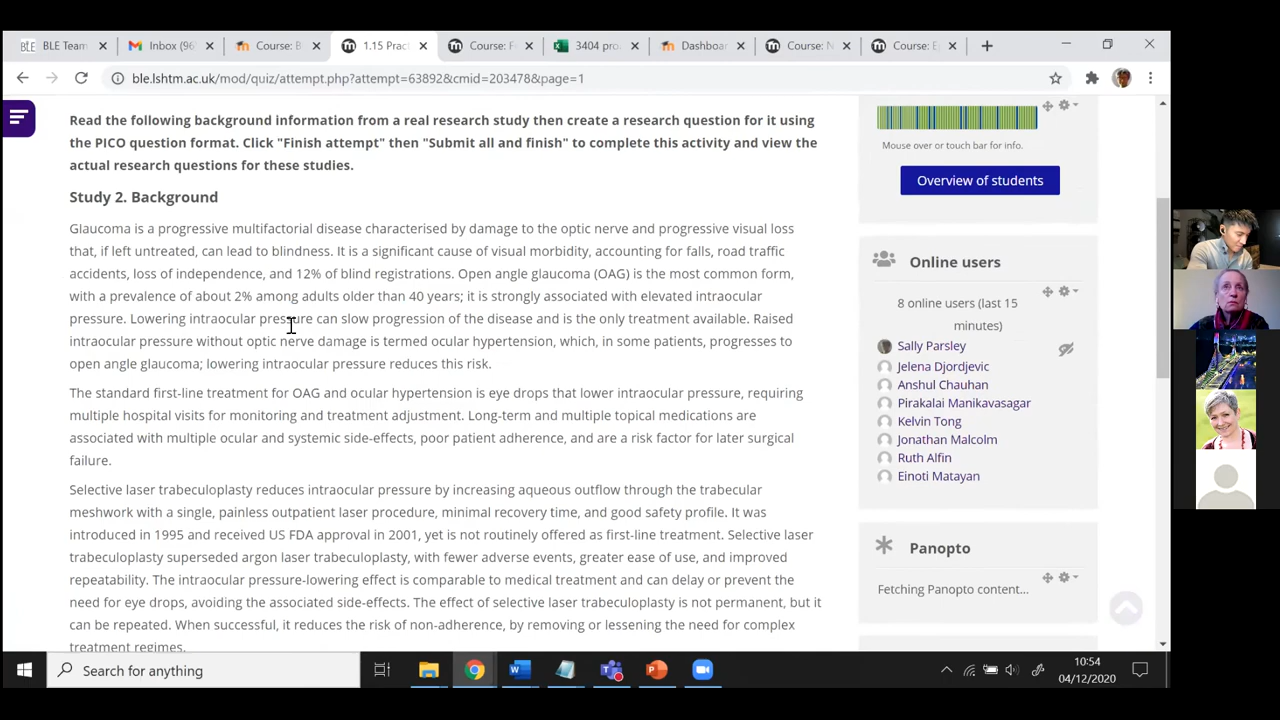 BLE Team
Inbox (96
Course: B
1.15 Prac
Course: F
3404 pro
Dashboar
Course: N
Course: E
ble.lshtm.ac.uk/mod/quiz/attempt.php?attempt=63892&cmid=203478&page=1
Read the following background information from a real research study then create a research question for it using
the PICO question format. Click "Finish attempt" then "Submit all and finish" to complete this activity and view the
actual research questions for these studies.
Study 2. Background
Glaucoma is a progressive multifactorial disease characterised by damage to the optic nerve and progressive visual loss
that, if left untreated, can lead to blindness. It is a significant cause of visual morbidity, accounting for falls, road traffic
accidents, loss of independence, and 12% of blind registrations. Open angle glaucoma (OAG) is the most common form,
with a prevalence of about 2% among adults older than 40 years; it is strongly associated with elevated intraocular
pressure. Lowering intraocular pressure can slow progression of the disease and is the only treatment available. Raised
intraocular pressure without optic nerve damage is termed ocular hypertension, which, in some patients, progresses to
open angle glaucoma; lowering intraocular pressure reduces this risk.
The standard first-line treatment for OAG and ocular hypertension is eye drops that lower intraocular pressure, requiring
multiple hospital visits for monitoring and treatment adjustment. Long-term and multiple topical medications are
associated with multiple ocular and systemic side-effects, poor patient adherence, and are a risk factor for later surgical
failure.
Selective laser trabeculoplasty reduces intraocular pressure by increasing aqueous outflow through the trabecular
meshwork with a single, painless outpatient laser procedure, minimal recovery time, and good safety profile. It was
introduced in 1995 and received US FDA approval in 2001, yet is not routinely offered as first-line treatment. Selective laser
trabeculoplasty superseded argon laser trabeculoplasty, with fewer adverse events, greater ease of use, and improved
repeatability. The intraocular pressure-lowering effect is comparable to medical treatment and can delay or prevent the
need for eye drops, avoiding the associated side-effects. The effect of selective laser trabeculoplasty is not permanent, but it
can be repeated. When successful, it reduces the risk of non-adherence, by removing or lessening the need for complex
treatment regimes.
Mouse over or touch bar for info.
Overview of students
Online users
8 online users (last 15
minutes)
Sally Parsley
Jelena Djordjevic
Anshul Chauhan
Pirakalai Manikavasagar
Kelvin Tong
Jonathan Malcolm
Ruth Alfin
Einoti Matayan
Panopto
Fetching Panopto content...
Search for anything
10:54
04/12/2020